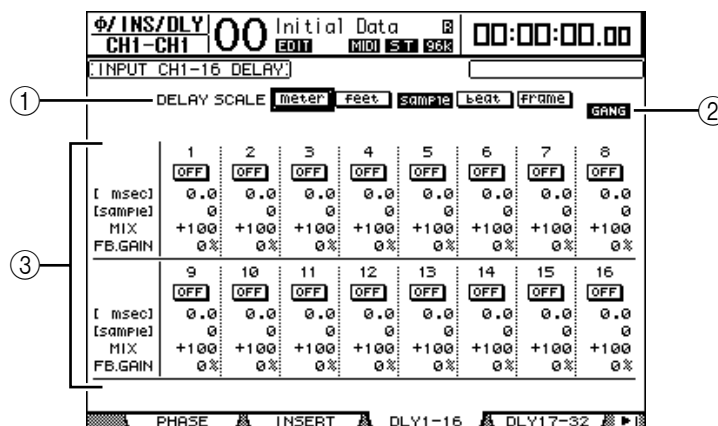 Φ/INS/DLY 00 Initial Data R 00:00:00.00
CH1-CH1 EDIT MIDI ST 96K
INPUT CH1-16 DELAY
① DELAY SCALE meter feet sample beat frame ②
GANG
③
1 2 3 4 5 6 7 8
OFF OFF OFF OFF OFF OFF OFF OFF
[ msec] 0.0 0.0 0.0 0.0 0.0 0.0 0.0 0.0
[sample] 0 0 0 0 0 0 0 0
MIX +100 +100 +100 +100 +100 +100 +100 +100
FB.GAIN 0% 0% 0% 0% 0% 0% 0% 0%
9 10 11 12 13 14 15 16
OFF OFF OFF OFF OFF OFF OFF OFF
[ msec] 0.0 0.0 0.0 0.0 0.0 0.0 0.0 0.0
[sample] 0 0 0 0 0 0 0 0
MIX +100 +100 +100 +100 +100 +100 +100 +100
FB.GAIN 0% 0% 0% 0% 0% 0% 0% 0%
PHASE INSERT DLY1-16 DLY17-32